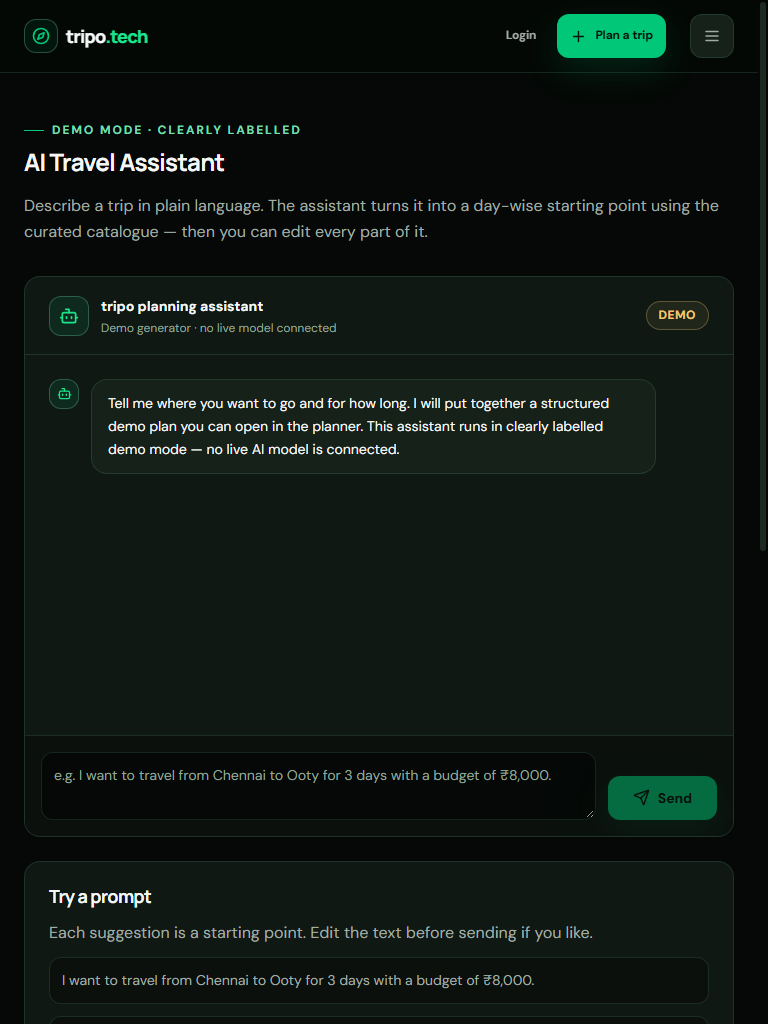 tripo.tech
Login
Plan a trip
DEMO MODE · CLEARLY LABELLED
AI Travel Assistant
Describe a trip in plain language. The assistant turns it into a day-wise starting point using the
curated catalogue — then you can edit every part of it.
tripo planning assistant
Demo generator · no live model connected
DEMO
Tell me where you want to go and for how long. I will put together a structured
demo plan you can open in the planner. This assistant runs in clearly labelled
demo mode — no live AI model is connected.
e.g. I want to travel from Chennai to Ooty for 3 days with a budget of ₹8,000.
Send
Try a prompt
Each suggestion is a starting point. Edit the text before sending if you like.
I want to travel from Chennai to Ooty for 3 days with a budget of ₹8,000.